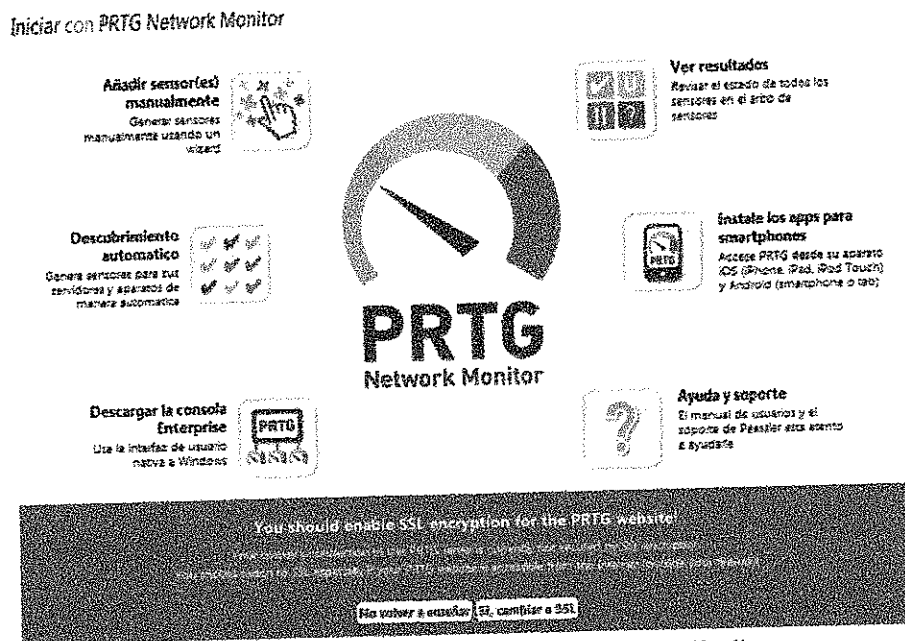 Iniciar con PRTG Network Monitor
Añadir sensor(es)
manualmente
Generar sensores
manualmente usando un
wizard
Descubrimiento
automatico
Genera sensores para sus
servidores y aparatos de
manera automatica
Descargar la consola
Enterprise
Use la interfaz de usuario
nativa a Windows
PRTG
PRTG
Network Monitor
Ver resultados
Revisar el estado de todos los
sensores en el arbol de
sensores
Instale los apps para
smartphones
Accese PRTG desde su aparato
iOS (iPhone, iPad, iPod Touch)
y Android (smartphone o tab)
PRTG
Ayuda y soporte
El manual de usuarios y el
soporte de Paessler esta atento
a ayudarle
You should enable SSL encryption for the PRTG website!
No volver a enseñar
Si, cambiar a SSL